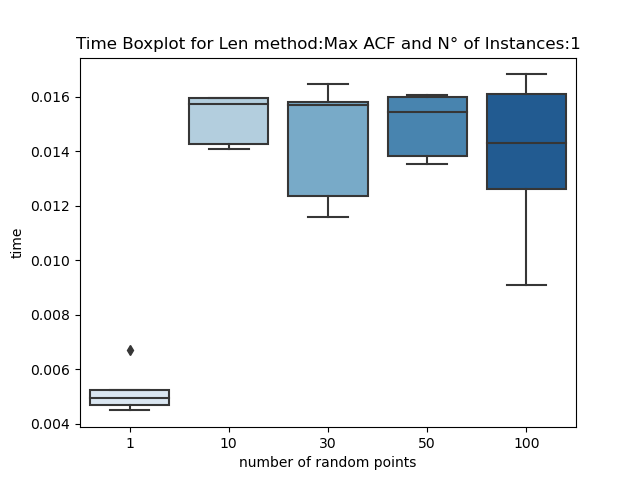 Time Boxplot for Len method:Max ACF and N° of Instances:1
0.016
0.014
0.012
0.010
0.008
0.006
0.004
time
1 10 30 50 100
number of random points